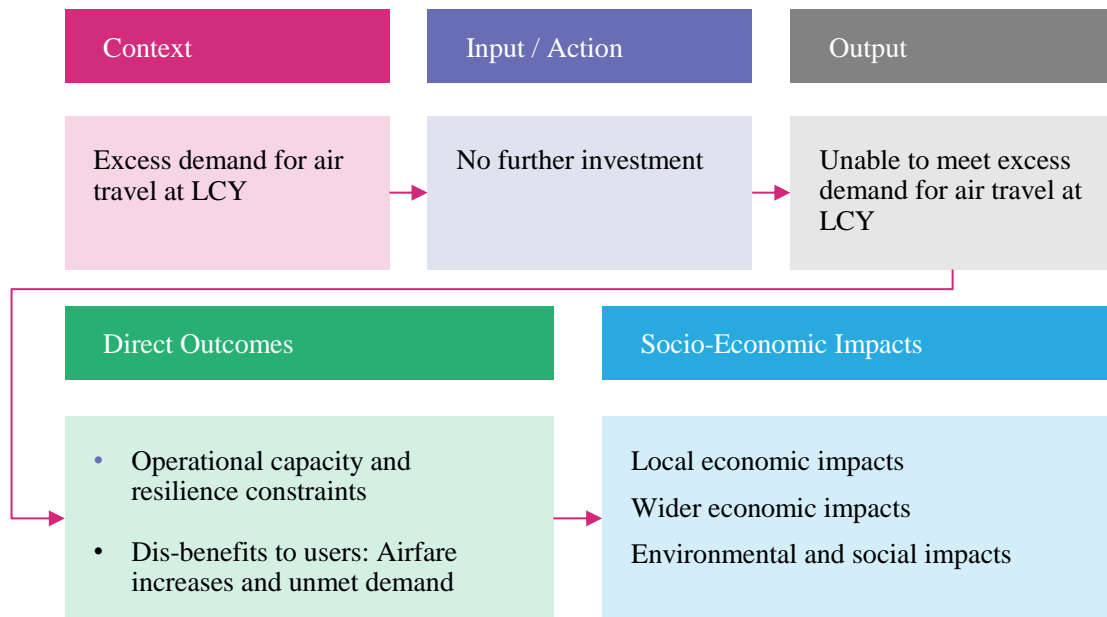 Context
Input / Action
Output
Excess demand for air
travel at LCY
No further investment
Unable to meet excess
demand for air travel at
LCY
Direct Outcomes
Socio-Economic Impacts
• Operational capacity and
resilience constraints
• Dis-benefits to users: Airfare
increases and unmet demand
Local economic impacts
Wider economic impacts
Environmental and social impacts